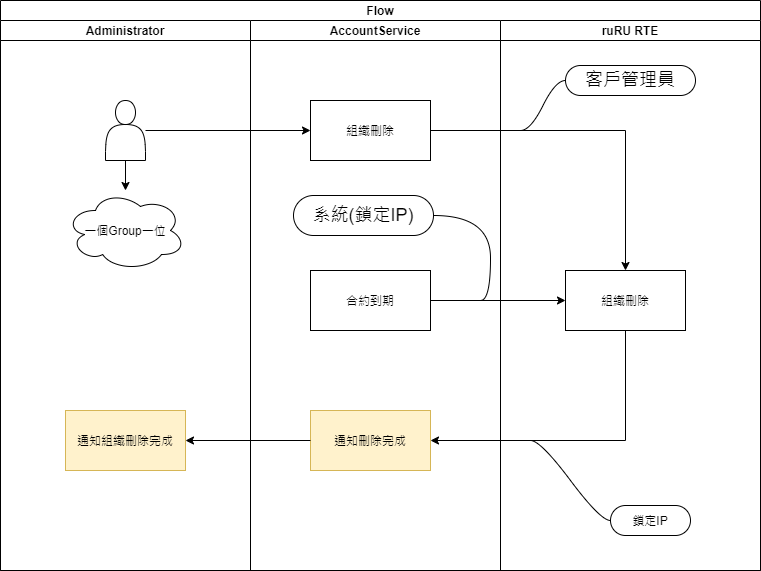 Flow
Administrator
AccountService
ruRU RTE
客戶管理員
組織刪除
系統(鎖定IP)
一個Group一位
合約到期
組織刪除
通知組織刪除完成
通知刪除完成
鎖定IP